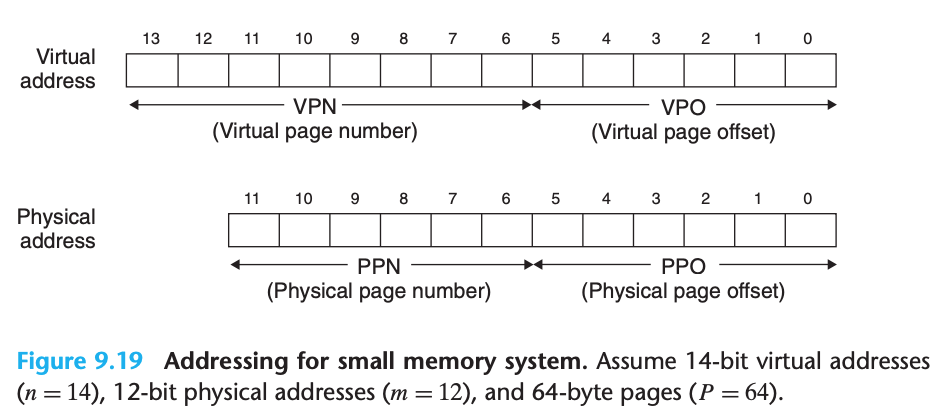 13 12 11 10 9 8 7 6 5 4 3 2 1 0
Virtual
address
VPN VPO
(Virtual page number) (Virtual page offset)
11 10 9 8 7 6 5 4 3 2 1 0
Physical
address
PPN PPO
(Physical page number) (Physical page offset)
Figure 9.19 Addressing for small memory system. Assume 14-bit virtual addresses
(n = 14), 12-bit physical addresses (m = 12), and 64-byte pages (P = 64).